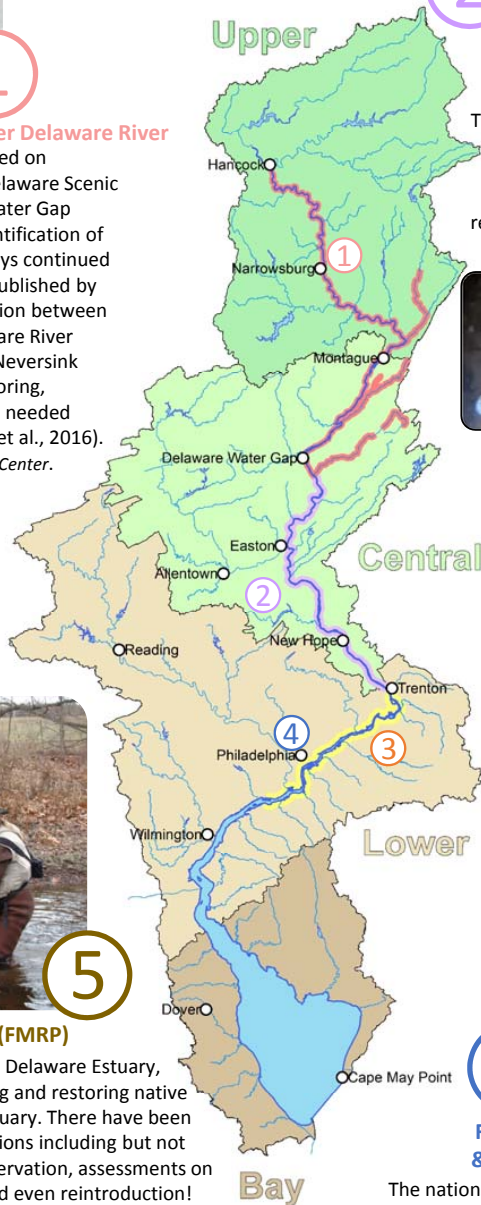 2
1
er Delaware River
ed on
elaware Scenic
ater Gap
ntification of
ys continued
ublished by
ion between
are River
Neversink
oring,
needed
et al., 2016).
Center.
T
re
Upper
Hancock
1
Narrowsburg
Montague
Delaware Water Gap
Easton
Central
Allentown
2
New Hope
Reading
Trenton
4
3
Philadelphia
Wilmington
Lower
5
Dover
(FMRP)
Delaware Estuary,
g and restoring native
uary. There have been
ions including but not
ervation, assessments on
d even reintroduction!
Cape May Point
Bay
&
The nation